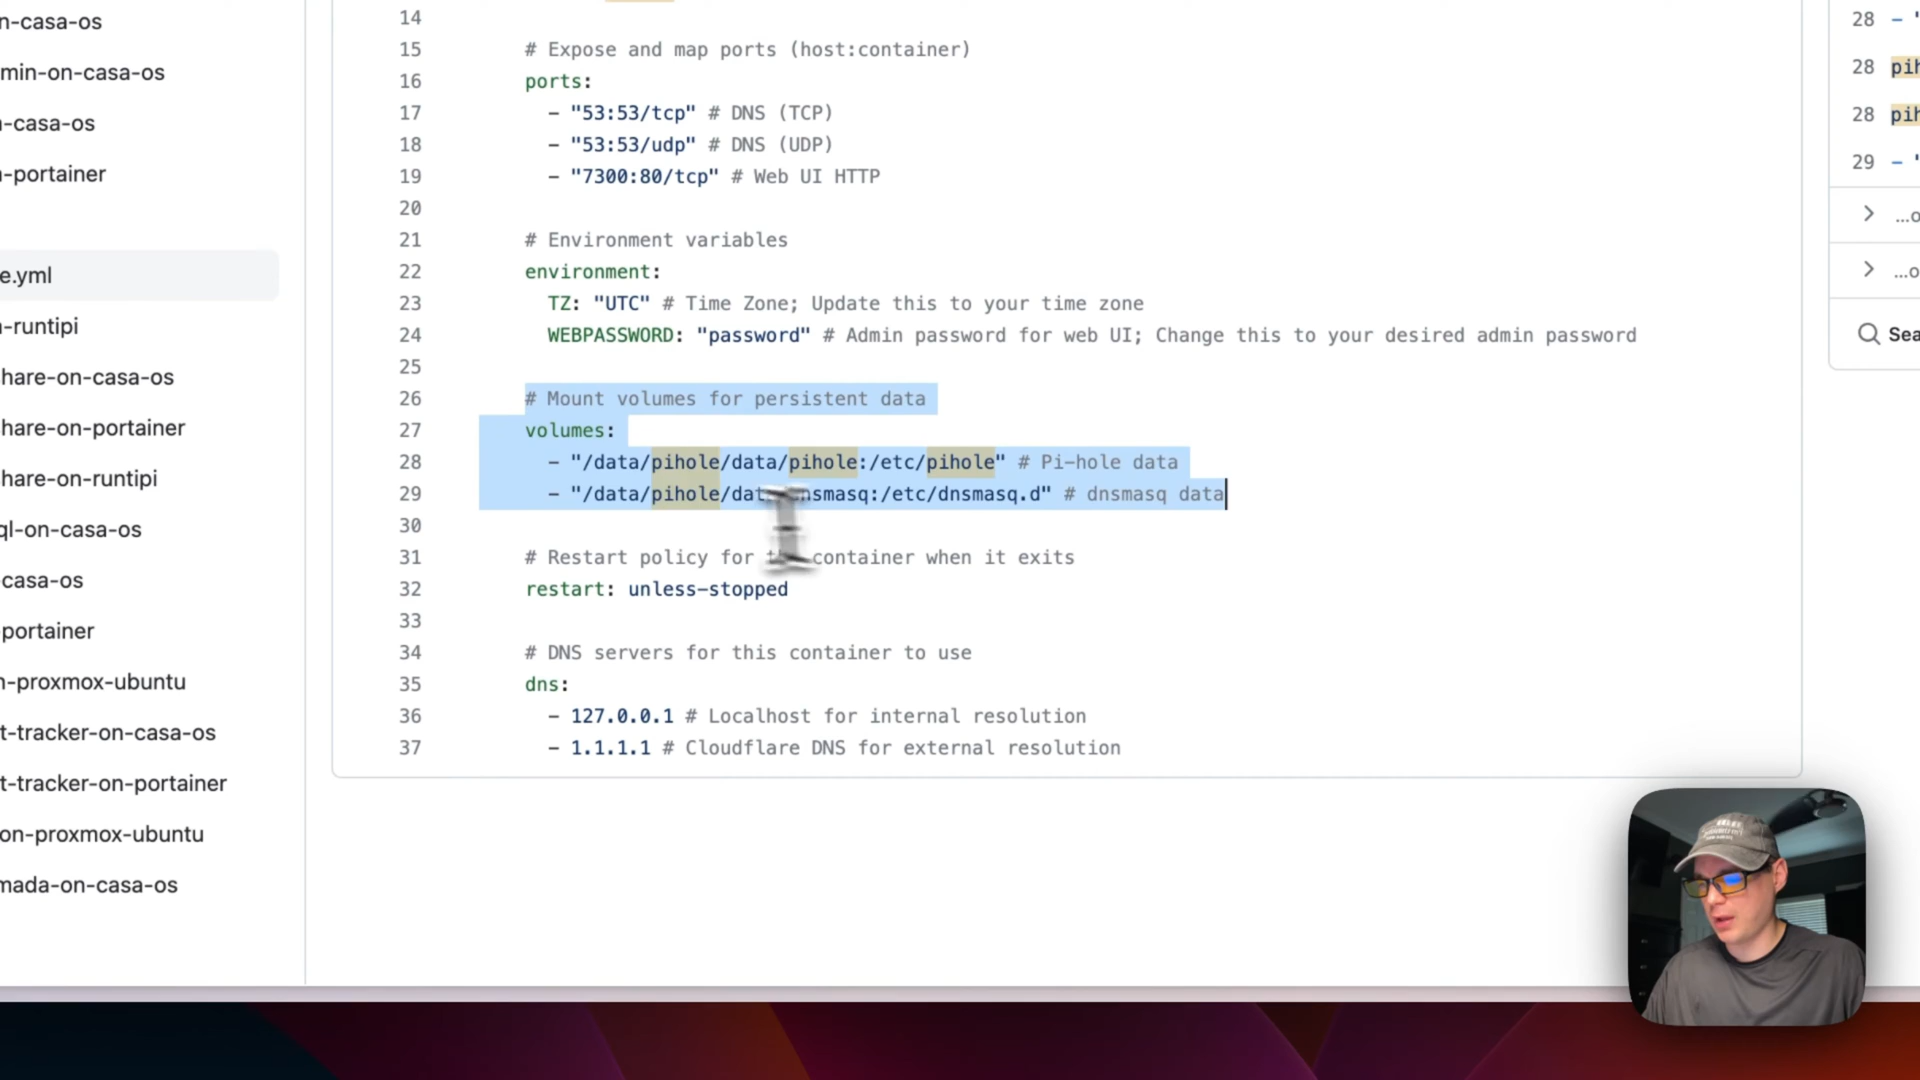 n-casa-os
min-on-casa-os
-casa-os
-portainer
e.yml
-runtipi
hare-on-casa-os
hare-on-portainer
hare-on-runtipi
ql-on-casa-os
casa-os
portainer
n-proxmox-ubuntu
t-tracker-on-casa-os
t-tracker-on-portainer
on-proxmox-ubuntu
mada-on-casa-os
14
15 # Expose and map ports (host:container)
16 ports:
17 - "53:53/tcp" # DNS (TCP)
18 - "53:53/udp" # DNS (UDP)
19 - "7300:80/tcp" # Web UI HTTP
20
21 # Environment variables
22 environment:
23 TZ: "UTC" # Time Zone; Update this to your time zone
24 WEBPASSWORD: "password" # Admin password for web UI; Change this to your desired admin password
25
26 # Mount volumes for persistent data
27 volumes:
28 - "/data/pihole/data/pihole:/etc/pihole" # Pi-hole data
29 - "/data/pihole/dat nsmasq:/etc/dnsmasq.d" # dnsmasq data
30
31 # Restart policy for container when it exits
32 restart: unless-stopped
33
34 # DNS servers for this container to use
35 dns:
36 - 127.0.0.1 # Localhost for internal resolution
37 - 1.1.1.1 # Cloudflare DNS for external resolution
28 - "
28 pih
28 pih
29 - "
...o
...o
Sea